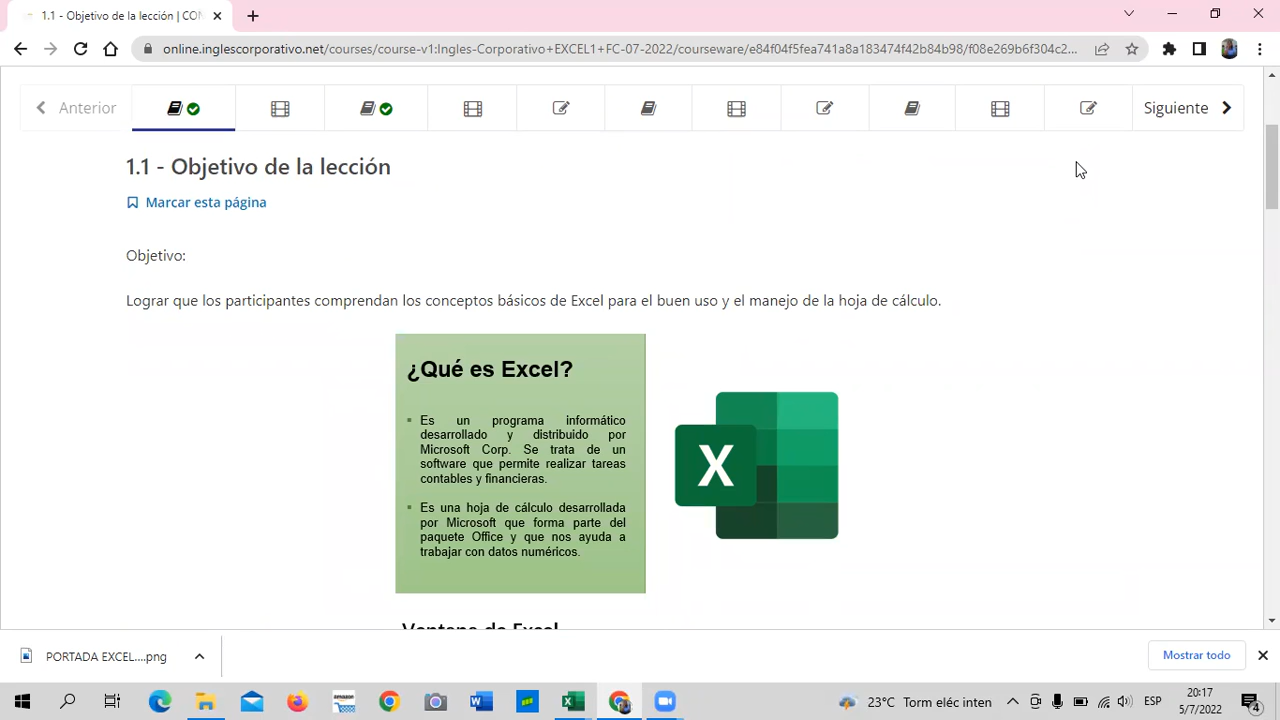 1.1 - Objetivo de la lección | CON
online.inglescorporativo.net/courses/course-v1:Ingles-Corporativo+EXCEL1+FC-07-2022/courseware/e84f04f5fea741a8a183474f42b84b98/f08e269b6f304c2...
Anterior
Siguiente
1.1 - Objetivo de la lección
Marcar esta página
Objetivo:
Lograr que los participantes comprendan los conceptos básicos de Excel para el buen uso y el manejo de la hoja de cálculo.
¿Qué es Excel?
Es un programa informático
desarrollado y distribuido por
Microsoft Corp. Se trata de un
software que permite realizar tareas
contables y financieras.
Es una hoja de cálculo desarrollada
por Microsoft que forma parte del
paquete Office y que nos ayuda a
trabajar con datos numéricos.
X
Ventana de Excel
PORTADA EXCEL....png
Mostrar todo
amazon
W
X
23°C Torm eléc inten
ESP
20:17
5/7/2022
4